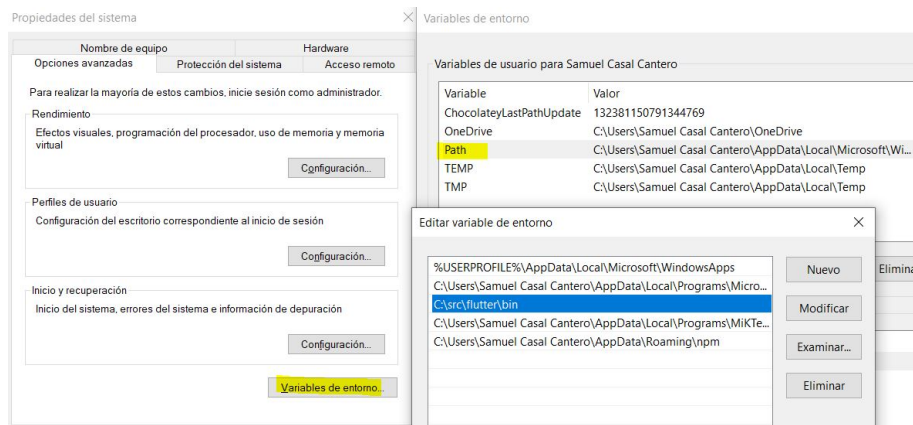 Propiedades del sistema
Nombre de equipo Hardware
Opciones avanzadas Protección del sistema Acceso remoto
Para realizar la mayoría de estos cambios, inicie sesión como administrador.
Rendimiento
Efectos visuales, programación del procesador, uso de memoria y memoria
virtual
Configuración...
Perfiles de usuario
Configuración del escritorio correspondiente al inicio de sesión
Configuración...
Inicio y recuperación
Inicio del sistema, errores del sistema e información de depuración
Configuración...
Variables de entorno...
Variables de entorno
Variables de usuario para Samuel Casal Cantero
Variable Valor
ChocolateyLastPathUpdate 132381150791344769
OneDrive C:\Users\Samuel Casal Cantero\OneDrive
Path C:\Users\Samuel Casal Cantero\AppData\Local\Microsoft\Wi...
TEMP C:\Users\Samuel Casal Cantero\AppData\Local\Temp
TMP C:\Users\Samuel Casal Cantero\AppData\Local\Temp
Editar variable de entorno
%USERPROFILE%\AppData\Local\Microsoft\WindowsApps
C:\Users\Samuel Casal Cantero\AppData\Local\Programs\Micro...
C:\src\flutter\bin
C:\Users\Samuel Casal Cantero\AppData\Local\Programs\MiKTe...
C:\Users\Samuel Casal Cantero\AppData\Roaming\npm
Nuevo
Modificar
Examinar...
Eliminar